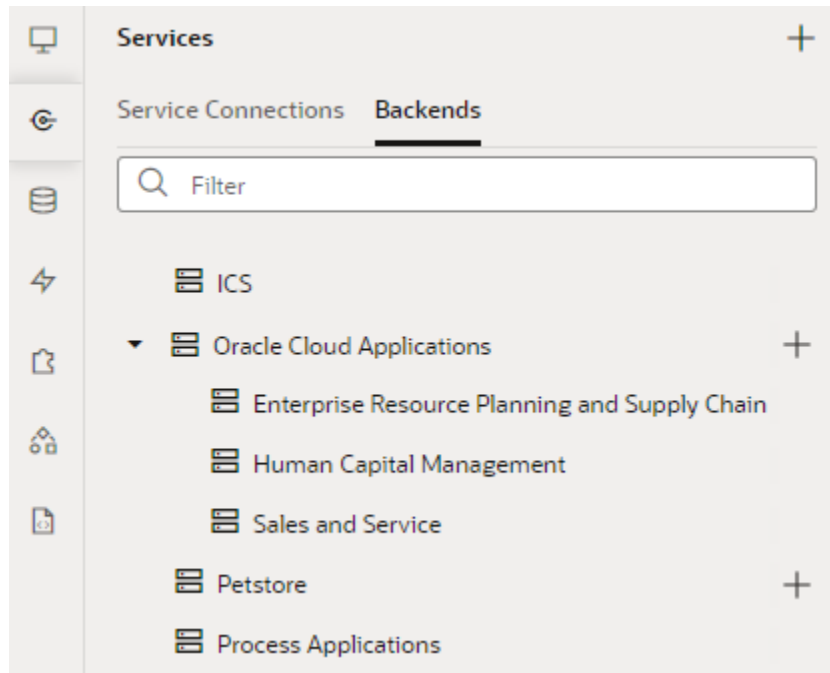 Services
Service Connections Backends
Filter
ICS
Oracle Cloud Applications
Enterprise Resource Planning and Supply Chain
Human Capital Management
Sales and Service
Petstore
Process Applications